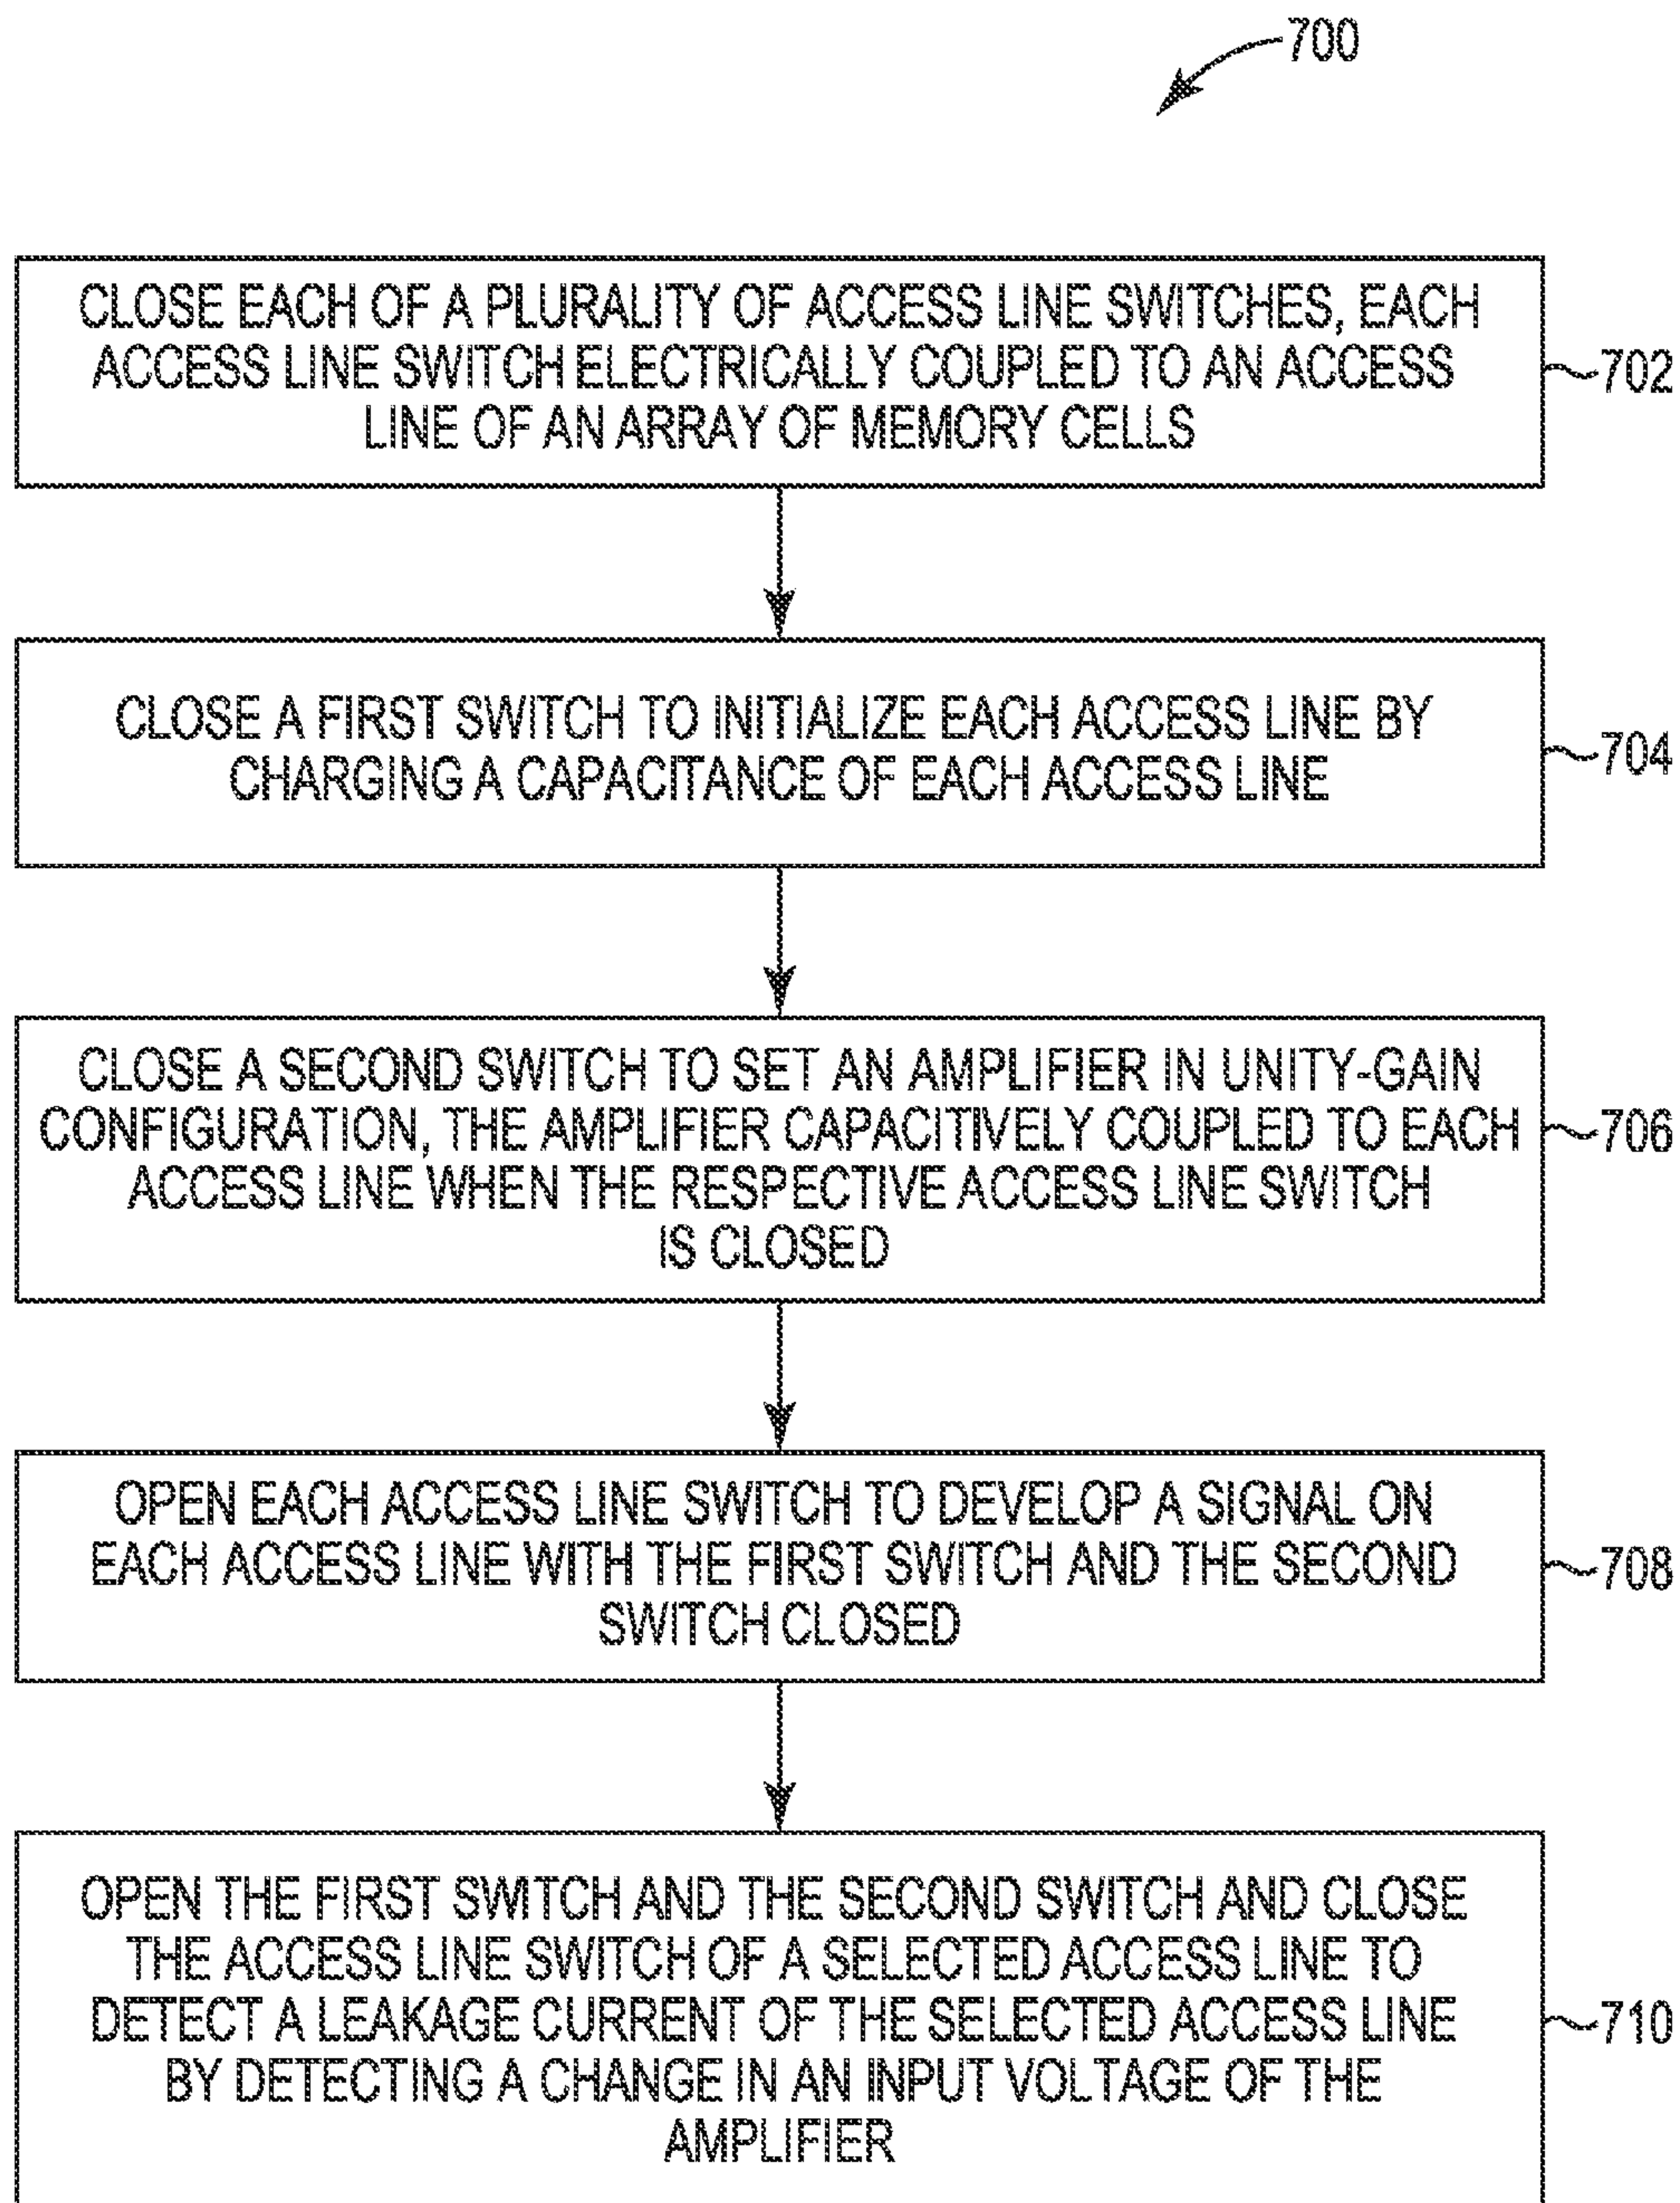 700
CLOSE EACH OF A PLURALITY OF ACCESS LINE SWITCHES, EACH
ACCESS LINE SWITCH ELECTRICALLY COUPLED TO AN ACCESS
LINE OF AN ARRAY OF MEMORY CELLS
702
CLOSE A FIRST SWITCH TO INITIALIZE EACH ACCESS LINE BY
CHARGING A CAPACITANCE OF EACH ACCESS LINE
704
CLOSE A SECOND SWITCH TO SET AN AMPLIFIER IN UNITY-GAIN
CONFIGURATION, THE AMPLIFIER CAPACITIVELY COUPLED TO EACH
ACCESS LINE WHEN THE RESPECTIVE ACCESS LINE SWITCH
IS CLOSED
706
OPEN EACH ACCESS LINE SWITCH TO DEVELOP A SIGNAL ON
EACH ACCESS LINE WITH THE FIRST SWITCH AND THE SECOND
SWITCH CLOSED
708
OPEN THE FIRST SWITCH AND THE SECOND SWITCH AND CLOSE
THE ACCESS LINE SWITCH OF A SELECTED ACCESS LINE TO
DETECT A LEAKAGE CURRENT OF THE SELECTED ACCESS LINE
BY DETECTING A CHANGE IN AN INPUT VOLTAGE OF THE
AMPLIFIER
710